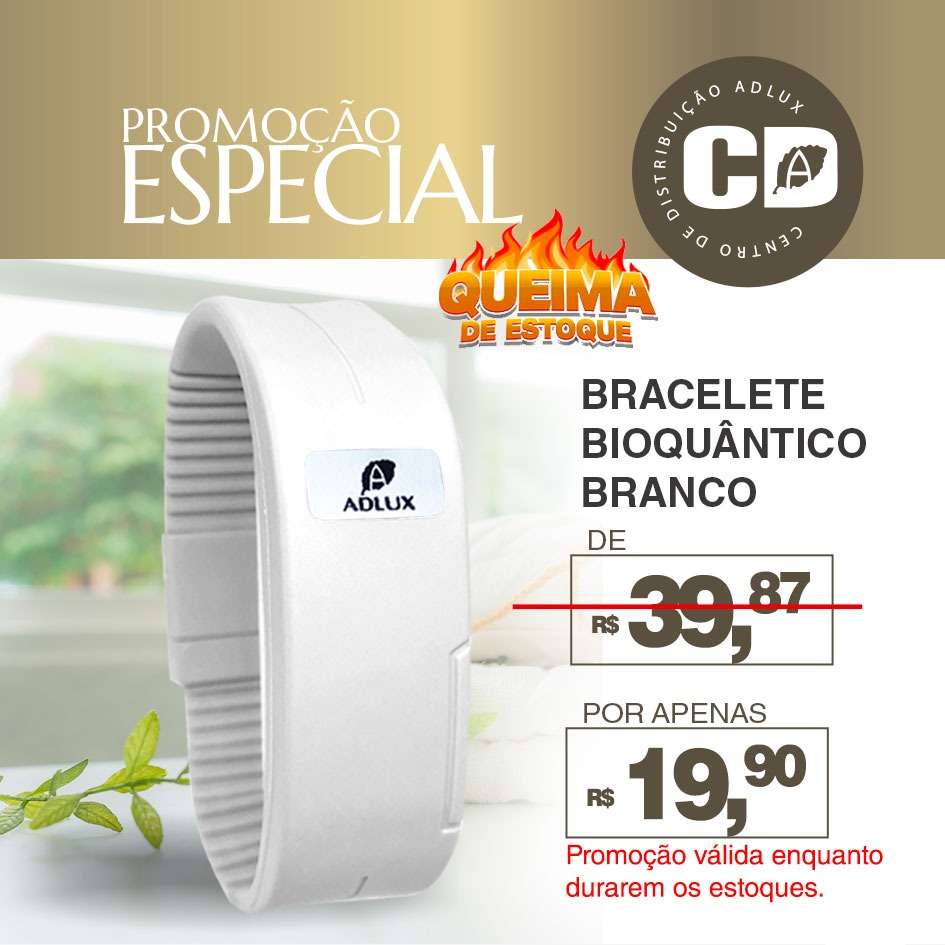 PROMOÇÃO
ESPECIAL
CENTRO DE DISTRIBUIÇÃO ADLUX
CDA
QUEIMA
DE ESTOQUE
BRACELETE
BIOQUÂNTICO
BRANCO
A
ADLUX
DE
R$ 39,87
POR APENAS
R$ 19,90
Promoção válida enquanto
durarem os estoques.